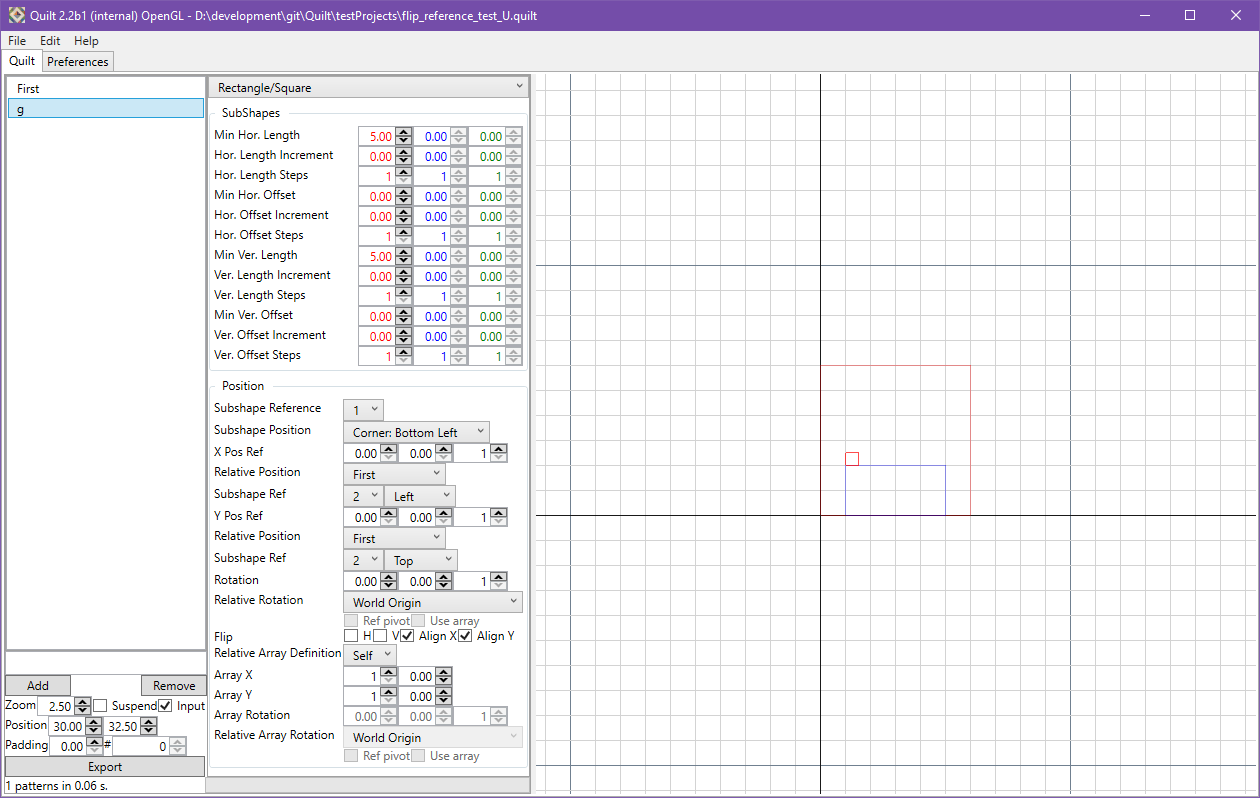 Quilt 2.2b1 (internal) OpenGL - D:\development\git\Quilt\testProjects\flip_reference_test_U.quilt
File Edit Help
Quilt Preferences
First
g
Add Remove
Zoom 2.50 Suspend Input
Position 30.00 32.50
Padding 0.00 # 0
Export
1 patterns in 0.06 s.
Rectangle/Square
SubShapes
Min Hor. Length 5.00 0.00 0.00
Hor. Length Increment 0.00 0.00 0.00
Hor. Length Steps 1 1 1
Min Hor. Offset 0.00 0.00 0.00
Hor. Offset Increment 0.00 0.00 0.00
Hor. Offset Steps 1 1 1
Min Ver. Length 5.00 0.00 0.00
Ver. Length Increment 0.00 0.00 0.00
Ver. Length Steps 1 1 1
Min Ver. Offset 0.00 0.00 0.00
Ver. Offset Increment 0.00 0.00 0.00
Ver. Offset Steps 1 1 1
Position
Subshape Reference 1
Subshape Position Corner: Bottom Left
X Pos Ref 0.00 0.00 1
Relative Position First
Subshape Ref 2 Left
Y Pos Ref 0.00 0.00 1
Relative Position First
Subshape Ref 2 Top
Rotation 0.00 0.00 1
Relative Rotation World Origin
Ref pivot Use array
Flip H V Align X Align Y
Relative Array Definition Self
Array X 1 0.00
Array Y 1 0.00
Array Rotation 0.00 0.00 1
Relative Array Rotation World Origin
Ref pivot Use array